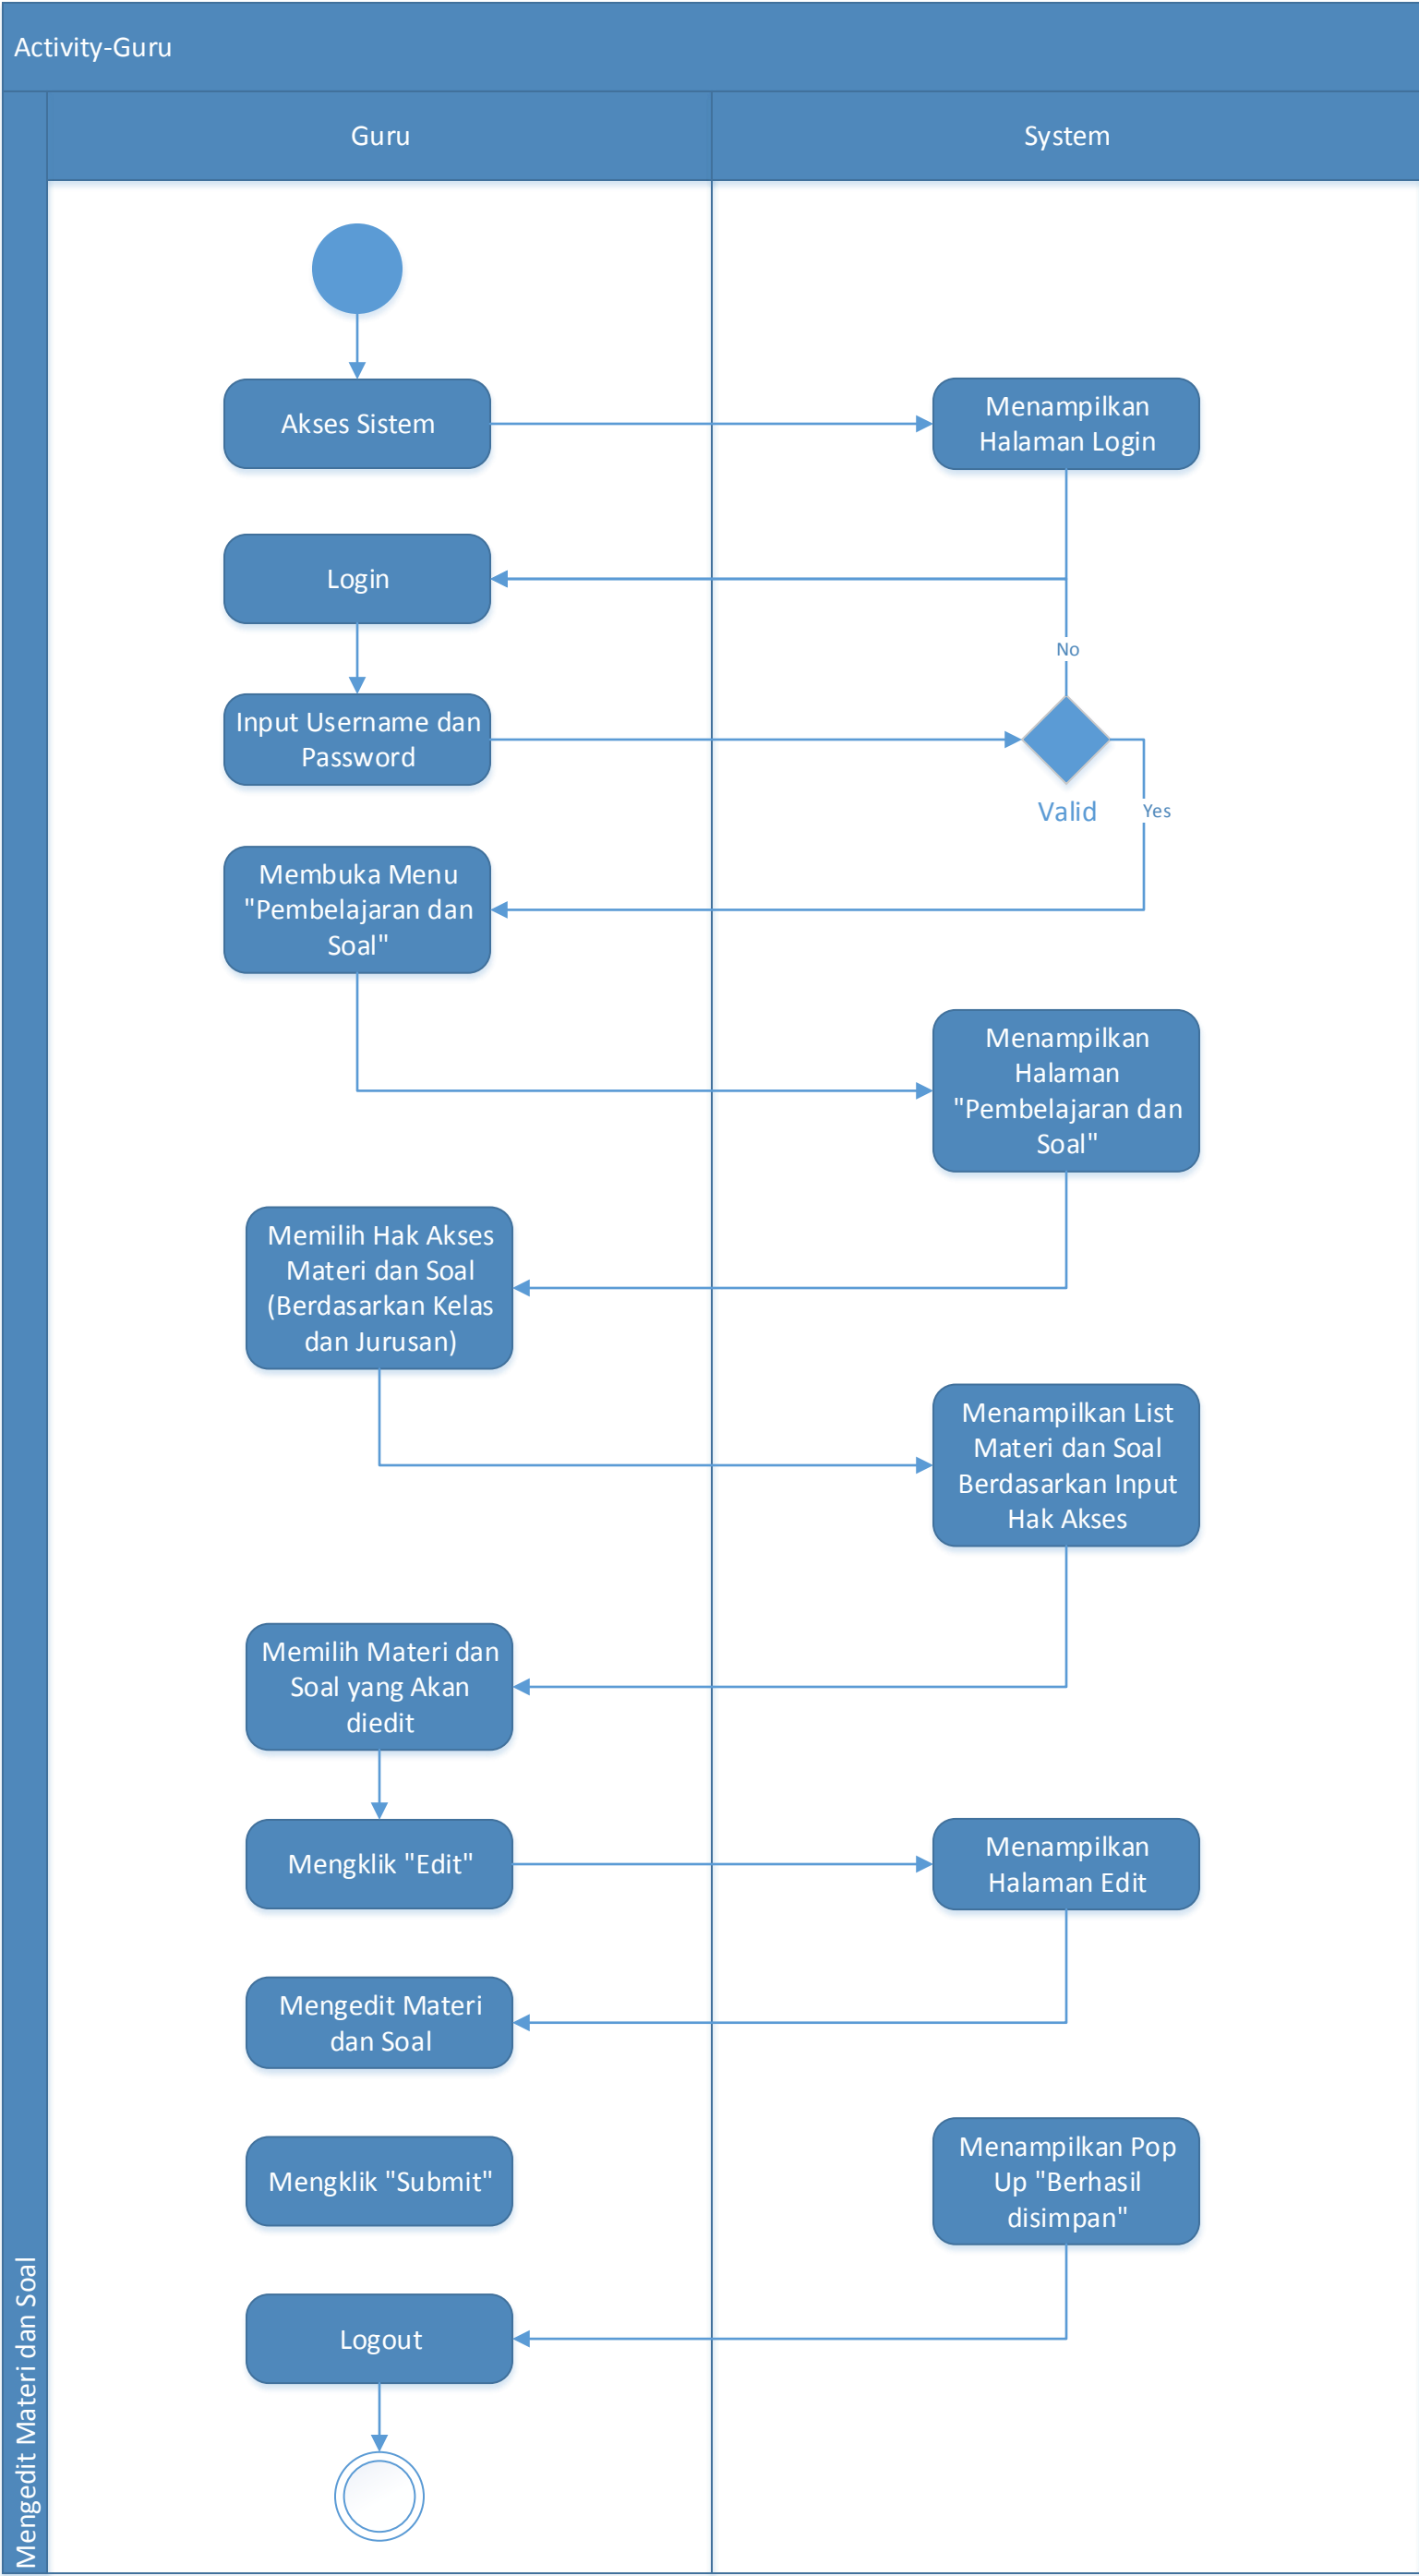 Activity-Guru
Guru
System
Akses Sistem
Menampilkan
Halaman Login
Login
No
Input Username dan
Password
Valid
Yes
Membuka Menu
"Pembelajaran dan
Soal"
Menampilkan
Halaman
"Pembelajaran dan
Soal"
Memilih Hak Akses
Materi dan Soal
(Berdasarkan Kelas
dan Jurusan)
Menampilkan List
Materi dan Soal
Berdasarkan Input
Hak Akses
Memilih Materi dan
Soal yang Akan
diedit
Mengklik "Edit"
Menampilkan
Halaman Edit
Mengedit Materi
dan Soal
Mengklik "Submit"
Menampilkan Pop
Up "Berhasil
disimpan"
Logout
Mengedit Materi dan Soal